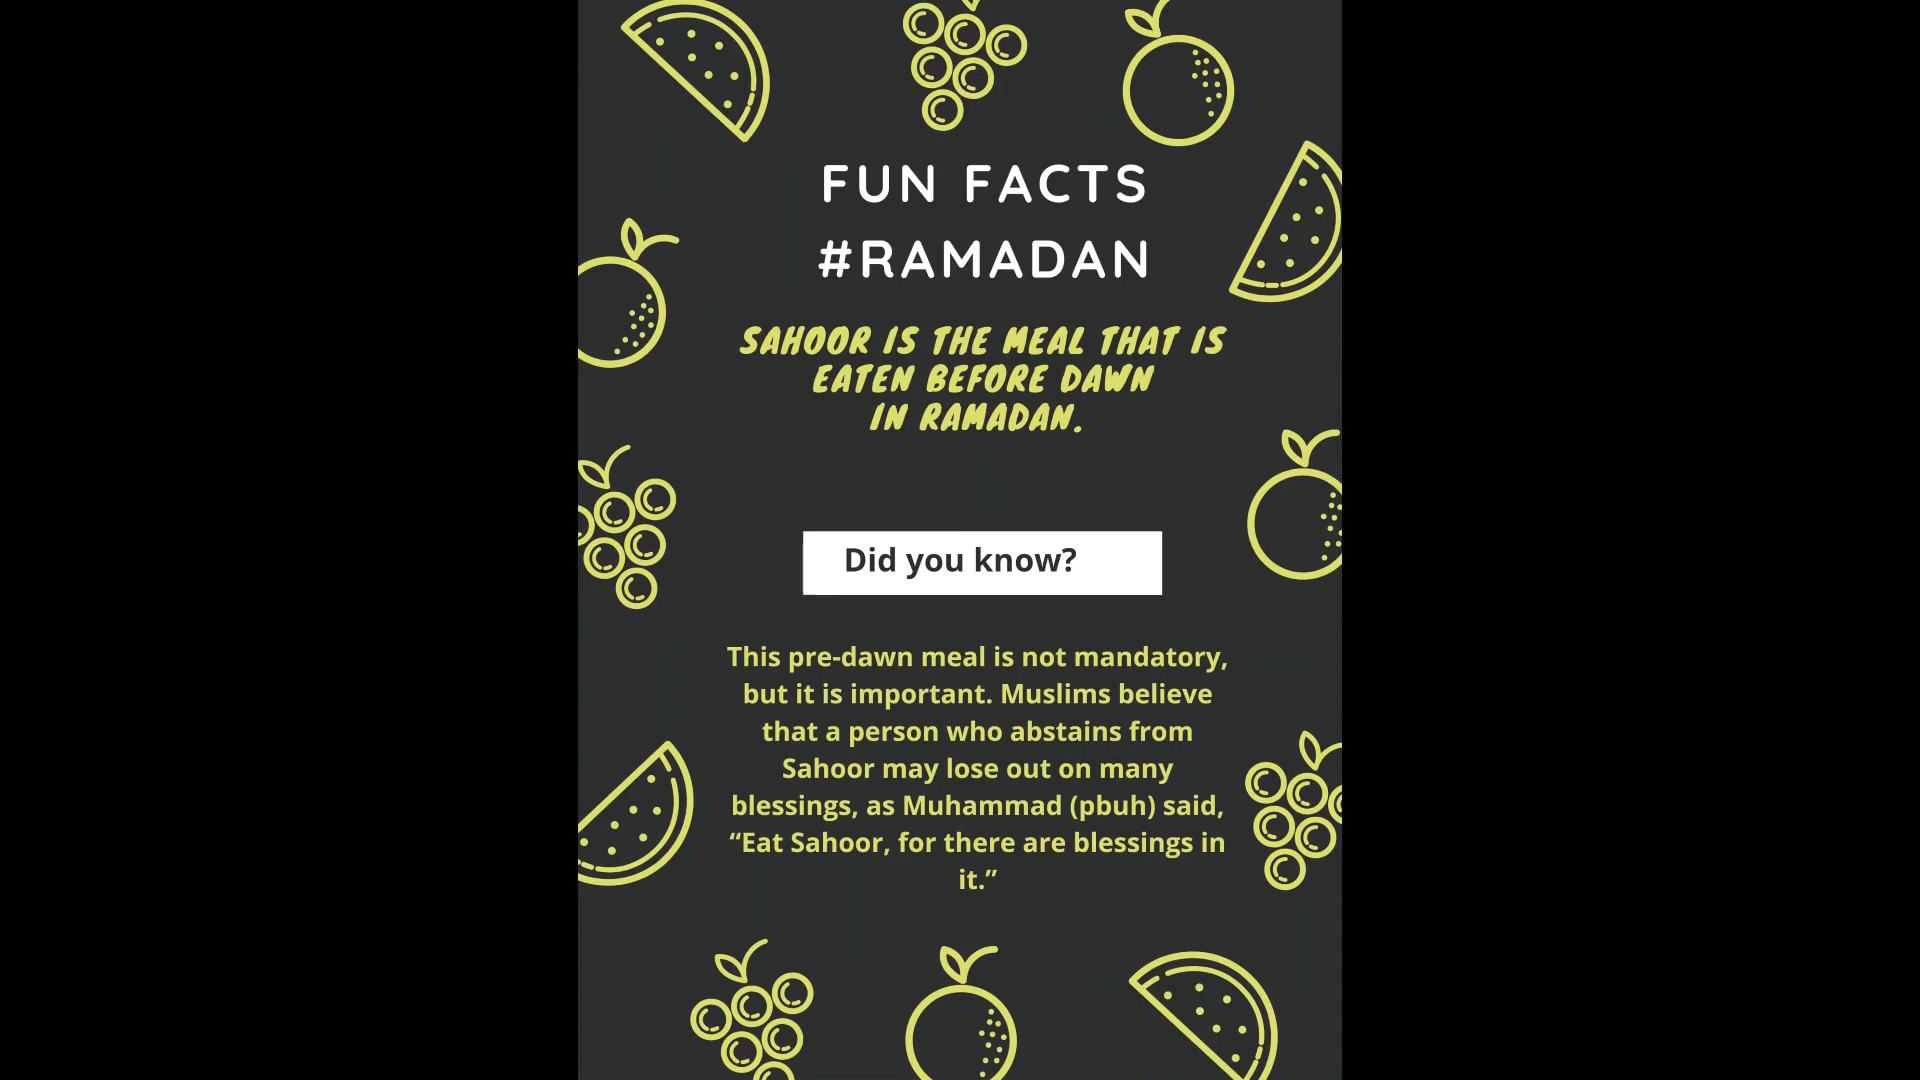 FUN FACTS
#RAMADAN
SAHOOR IS THE MEAL THAT IS
EATEN BEFORE DAWN
IN RAMADAN.
Did you know?
This pre-dawn meal is not mandatory,
but it is important. Muslims believe
that a person who abstains from
Sahoor may lose out on many
blessings, as Muhammad (pbuh) said,
“Eat Sahoor, for there are blessings in
it.”